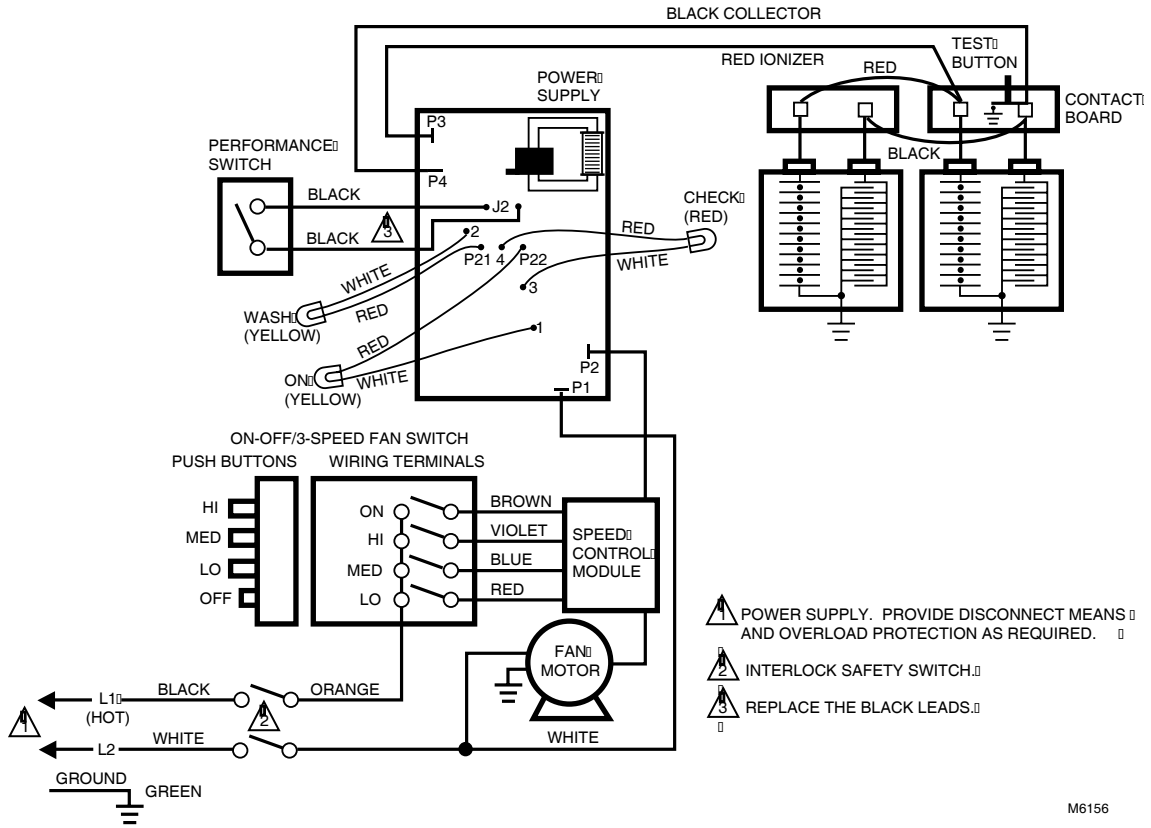 BLACK COLLECTOR
TEST
BUTTON
RED IONIZER
RED
POWER
SUPPLY
CONTACT
BOARD
P3
PERFORMANCE
SWITCH
BLACK
P4
BLACK
J2
CHECK
(RED)
3
BLACK
2
RED
P21
4
P22
WHITE
WHITE
3
WASH
(YELLOW)
RED
1
RED
P2
ON
(YELLOW)
WHITE
P1
ON-OFF/3-SPEED FAN SWITCH
PUSH BUTTONS
WIRING TERMINALS
HI
MED
LO
OFF
ON
HI
MED
LO
BROWN
VIOLET
BLUE
RED
SPEED
CONTROL
MODULE
1 POWER SUPPLY. PROVIDE DISCONNECT MEANS
AND OVERLOAD PROTECTION AS REQUIRED.
2 INTERLOCK SAFETY SWITCH.
3 REPLACE THE BLACK LEADS.
FAN
MOTOR
L1
(HOT)
BLACK
ORANGE
1
2
L2
WHITE
WHITE
GROUND
GREEN
M6156